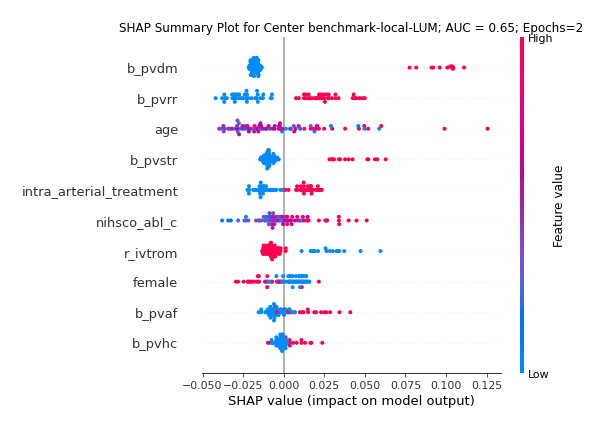 SHAP Summary Plot for Center benchmark-local-LUM; AUC = 0.65; Epochs=2
High
b_pvdm
b_pvrr
age
b_pvstr
intra_arterial_treatment
nihsco_abl_c
r_ivtrom
female
b_pvaf
b_pvhc
Feature value
Low
−0.050 −0.025 0.000 0.025 0.050 0.075 0.100 0.125
SHAP value (impact on model output)